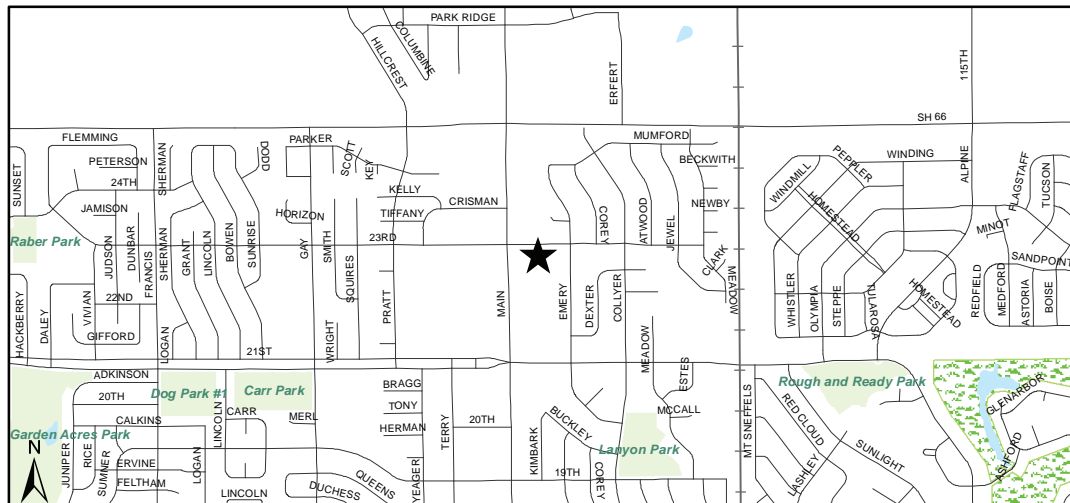 PARK RIDGE
COLUMBINE
HILLCREST
ERFERT
115TH
SH 66
FLEMMING
PARKER
MUMFORD
PETERSON
SHERMAN
DODD
SCOTT
KEY
BECKWITH
PEPPLER
WINDING
ALPINE
SUNSET
24TH
KELLY
CRISMAN
WINDMILL
FLAGSTAFF
TUCSON
JAMISON
HORIZON
TIFFANY
NEWBY
HOMESTEAD
MINOT
Raber Park
JUDSON
DUNBAR
FRANCIS
SHERMAN
GRANT
LINCOLN
BOWEN
SUNRISE
GAY
SMITH
SQUIRES
23RD
COREY
ATWOOD
JEWEL
CLARK
MEADOW
SANDPOINT
HACKBERRY
DALEY
VIVIAN
22ND
GIFFORD
LOGAN
WRIGHT
PRATT
MAIN
EMERY
DEXTER
COLLYER
WHISTLER
OLYMPIA
STEPPE
TULAROSA
HOMESTEAD
REDFIELD
MEDFORD
ASTORIA
BOISE
21ST
MEADOW
ESTES
ADKINSON
20TH
Dog Park #1
Carr Park
BRAGG
Rough and Ready Park
GLENARBOR
CALKINS
LINCOLN
CARR
MERL
TONY
HERMAN
TERRY
20TH
BUCKLEY
MCCALL
MT SNEFFELS
RED CLOUD
Garden Acres Park
N
JUNIPER
RICE
SUMNER
ERVINE
FELTHAM
LOGAN
LINCOLN
QUEENS
DUCHESS
YEAGER
KIMBARK
19TH
COREY
Lanyon Park
LASHLEY
SUNLIGHT
ASHFORD